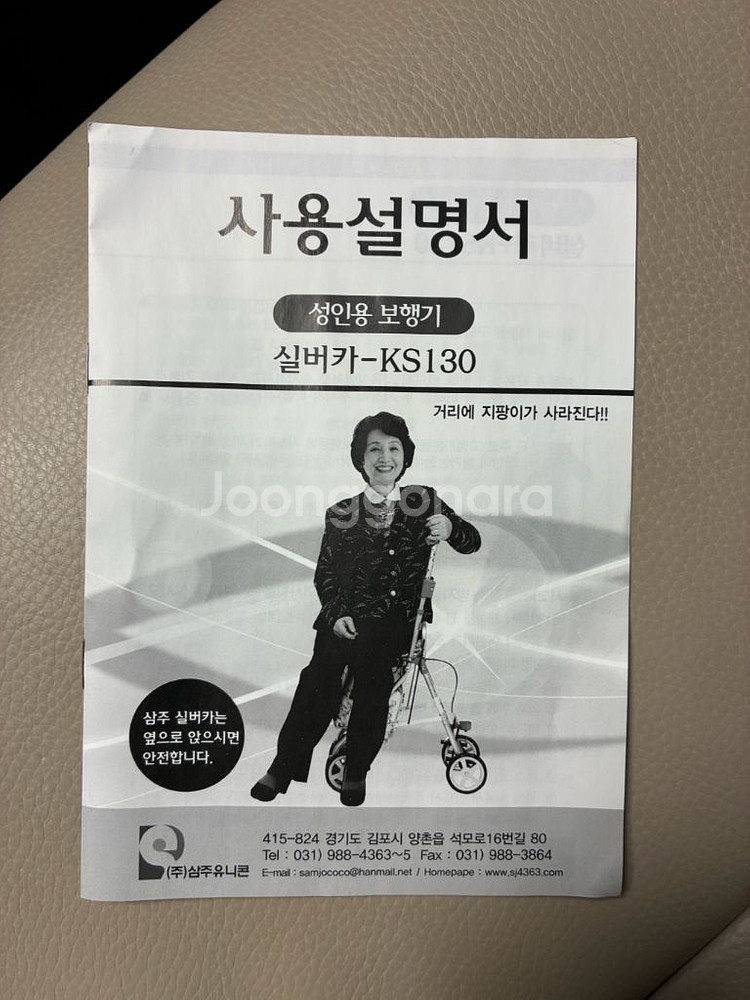 사용설명서
성인용 보행기
실버카-KS130
거리에 지팡이가 사라진다!!
Joonggonara
삼주 실버카는
옆으로 앉으시면
안전합니다.
(주)삼주유니콘
415-824 경기도 김포시 양촌읍 석모로16번길 80
Tel : 031) 988-4363~5 Fax : 031) 988-3864
E-mail : samjococo@hanmail.net / Homepape : www.sj4363.com